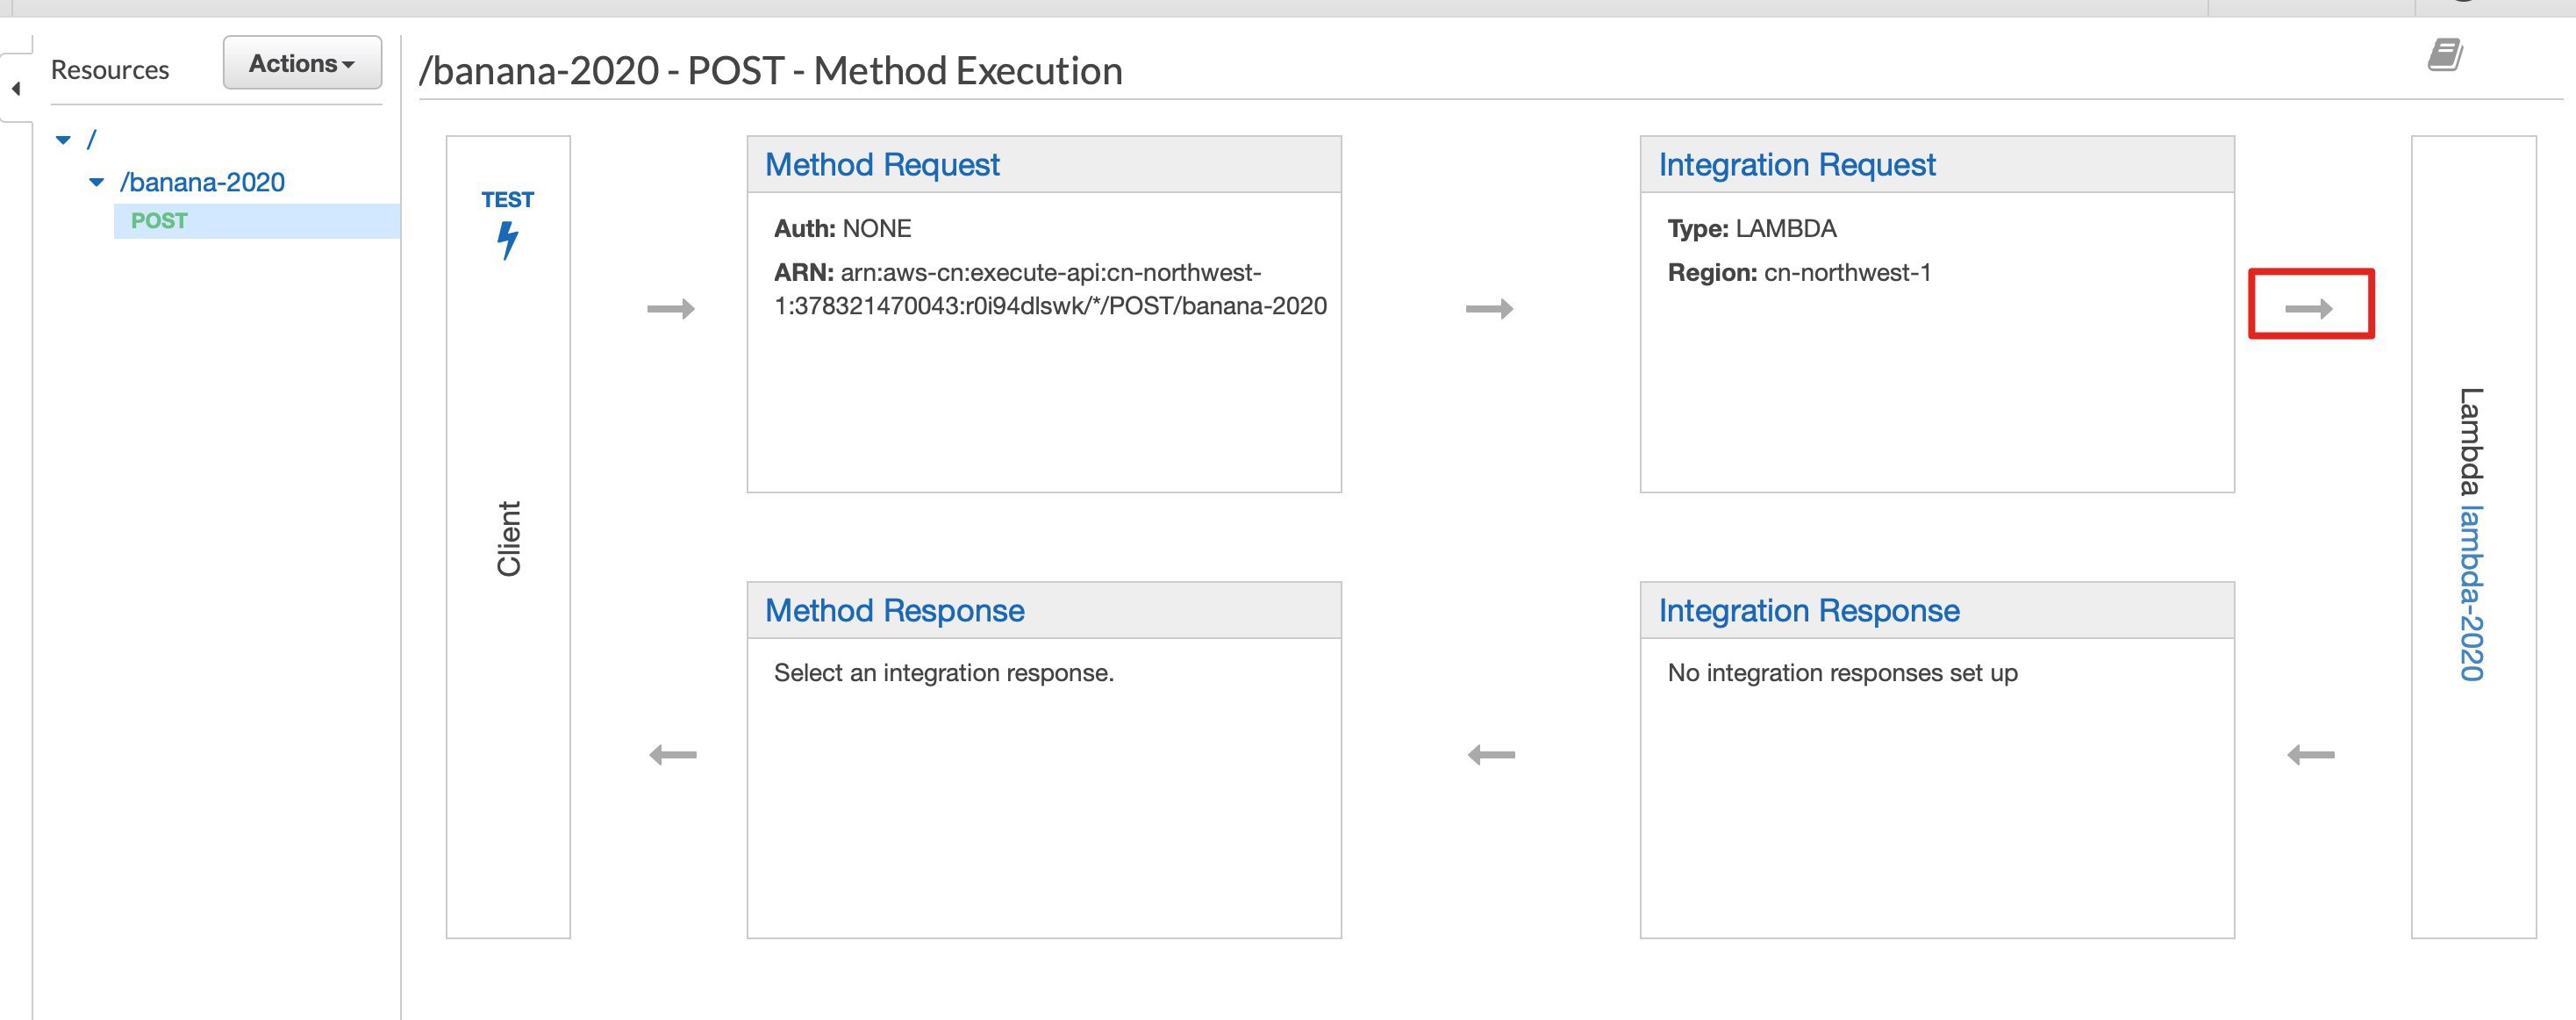 Resources
Actions
/banana-2020 - POST - Method Execution
/
/banana-2020
POST
TEST
Client
Method Request
Auth: NONE
ARN: arn:aws-cn:execute-api:cn-northwest-
1:378321470043:r0i94dlswk/*/POST/banana-2020
Integration Request
Type: LAMBDA
Region: cn-northwest-1
Lambda lambda-2020
Method Response
Select an integration response.
Integration Response
No integration responses set up